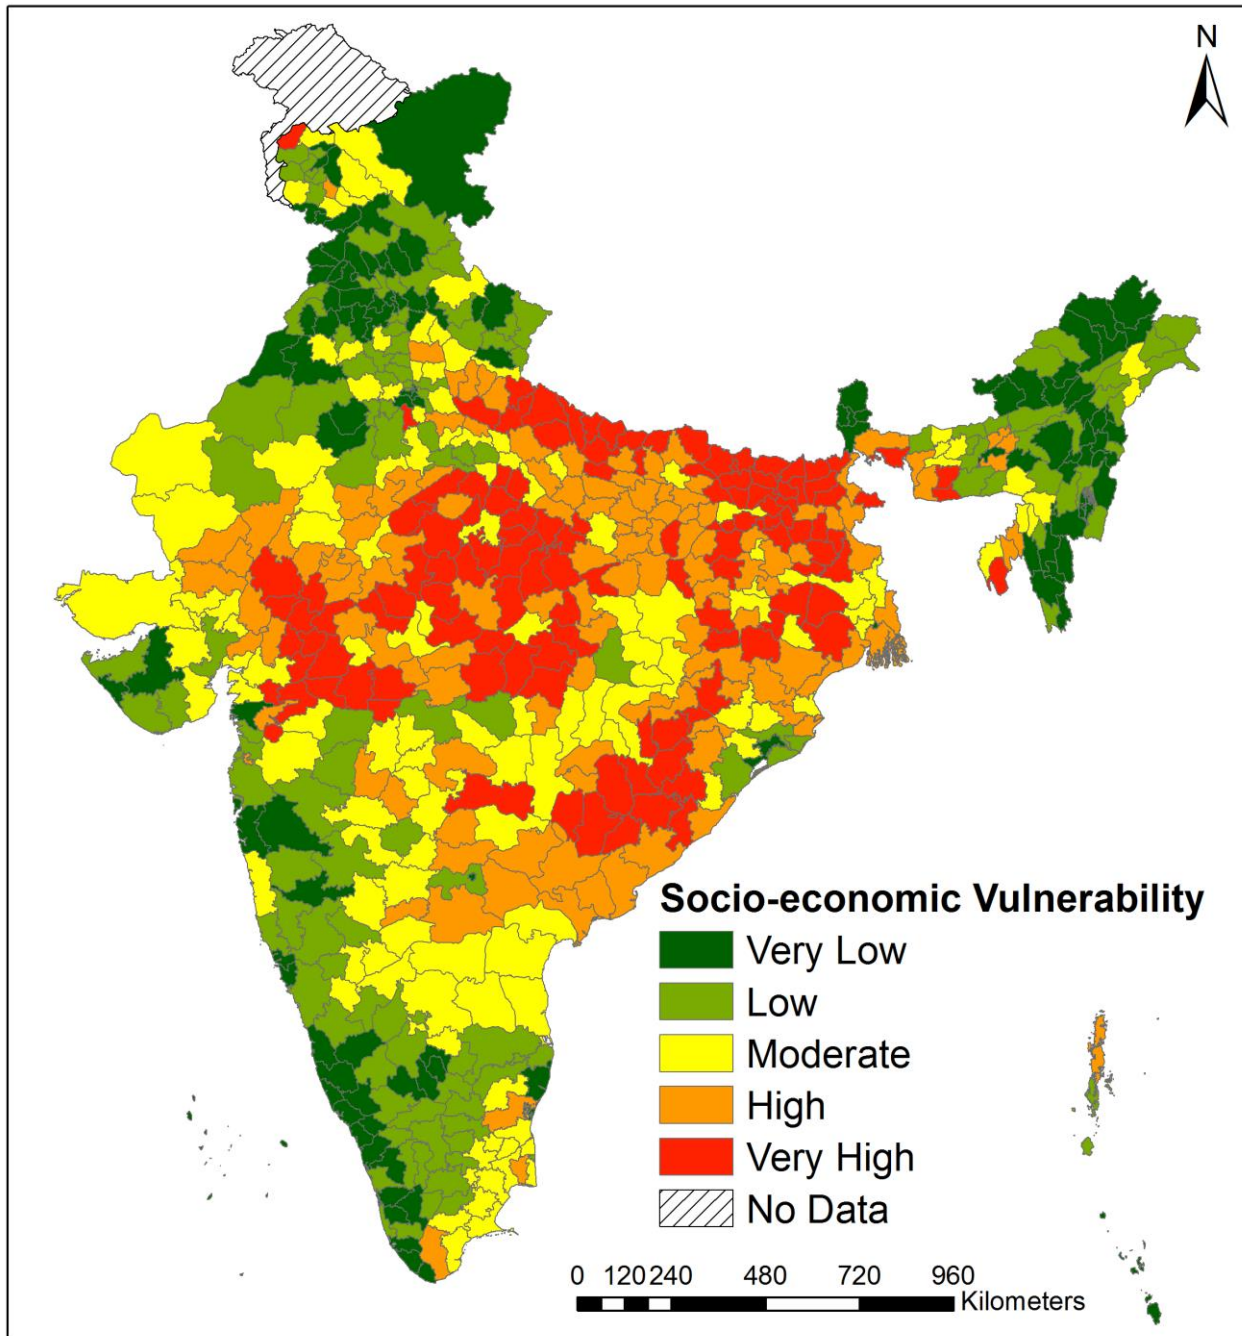 N
Socio-economic Vulnerability
Very Low
Low
Moderate
High
Very High
No Data
0 120 240 480 720 960
Kilometers